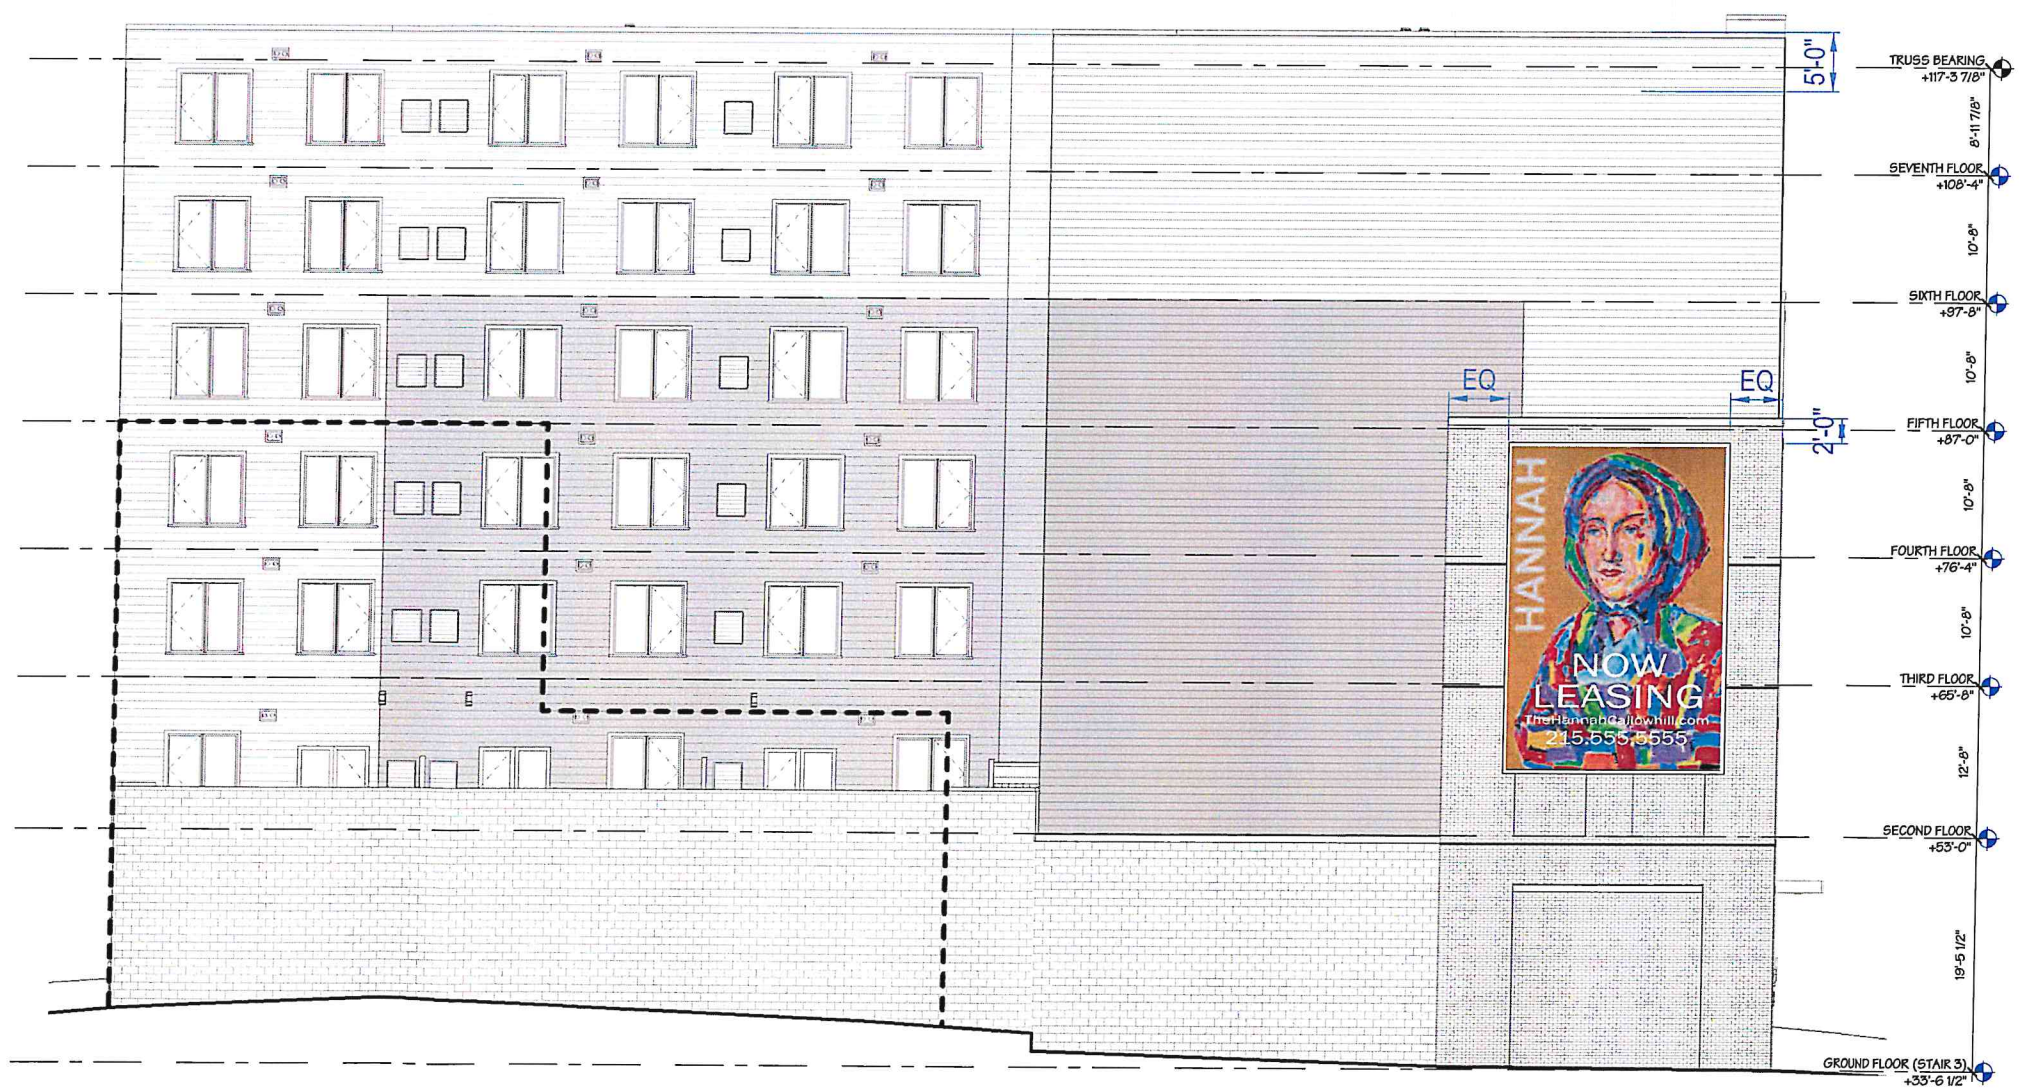 5'-0"
TRUSS BEARING
+117-3 7/8"
8'-11 7/8"
SEVENTH FLOOR
+108'-4"
10'-8"
SIXTH FLOOR
+97'-8"
10'-8"
EQ
EQ
FIFTH FLOOR
+87'-0"
2'-0"
HANNAH
10'-8"
FOURTH FLOOR
+76'-4"
10'-8"
NOW
LEASING
TheHannahCallowhill.com
215.555.5555
THIRD FLOOR
+65'-8"
12'-8"
SECOND FLOOR
+53'-0"
19'-5 1/2"
GROUND FLOOR (STAIR 3)
+33'-6 1/2"